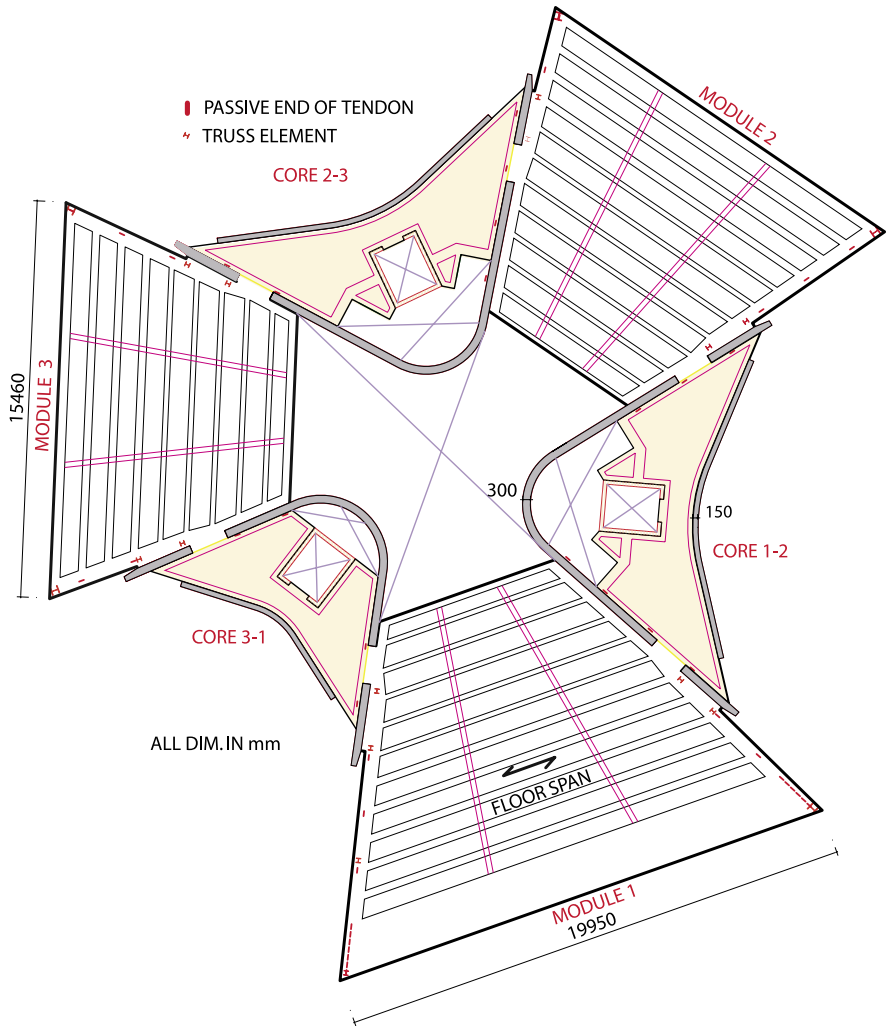 PASSIVE END OF TENDON
TRUSS ELEMENT
CORE 2-3
MODULE 2
15460
MODULE 3
300
150
CORE 1-2
CORE 3-1
ALL DIM.IN mm
FLOOR SPAN
MODULE 1
19950